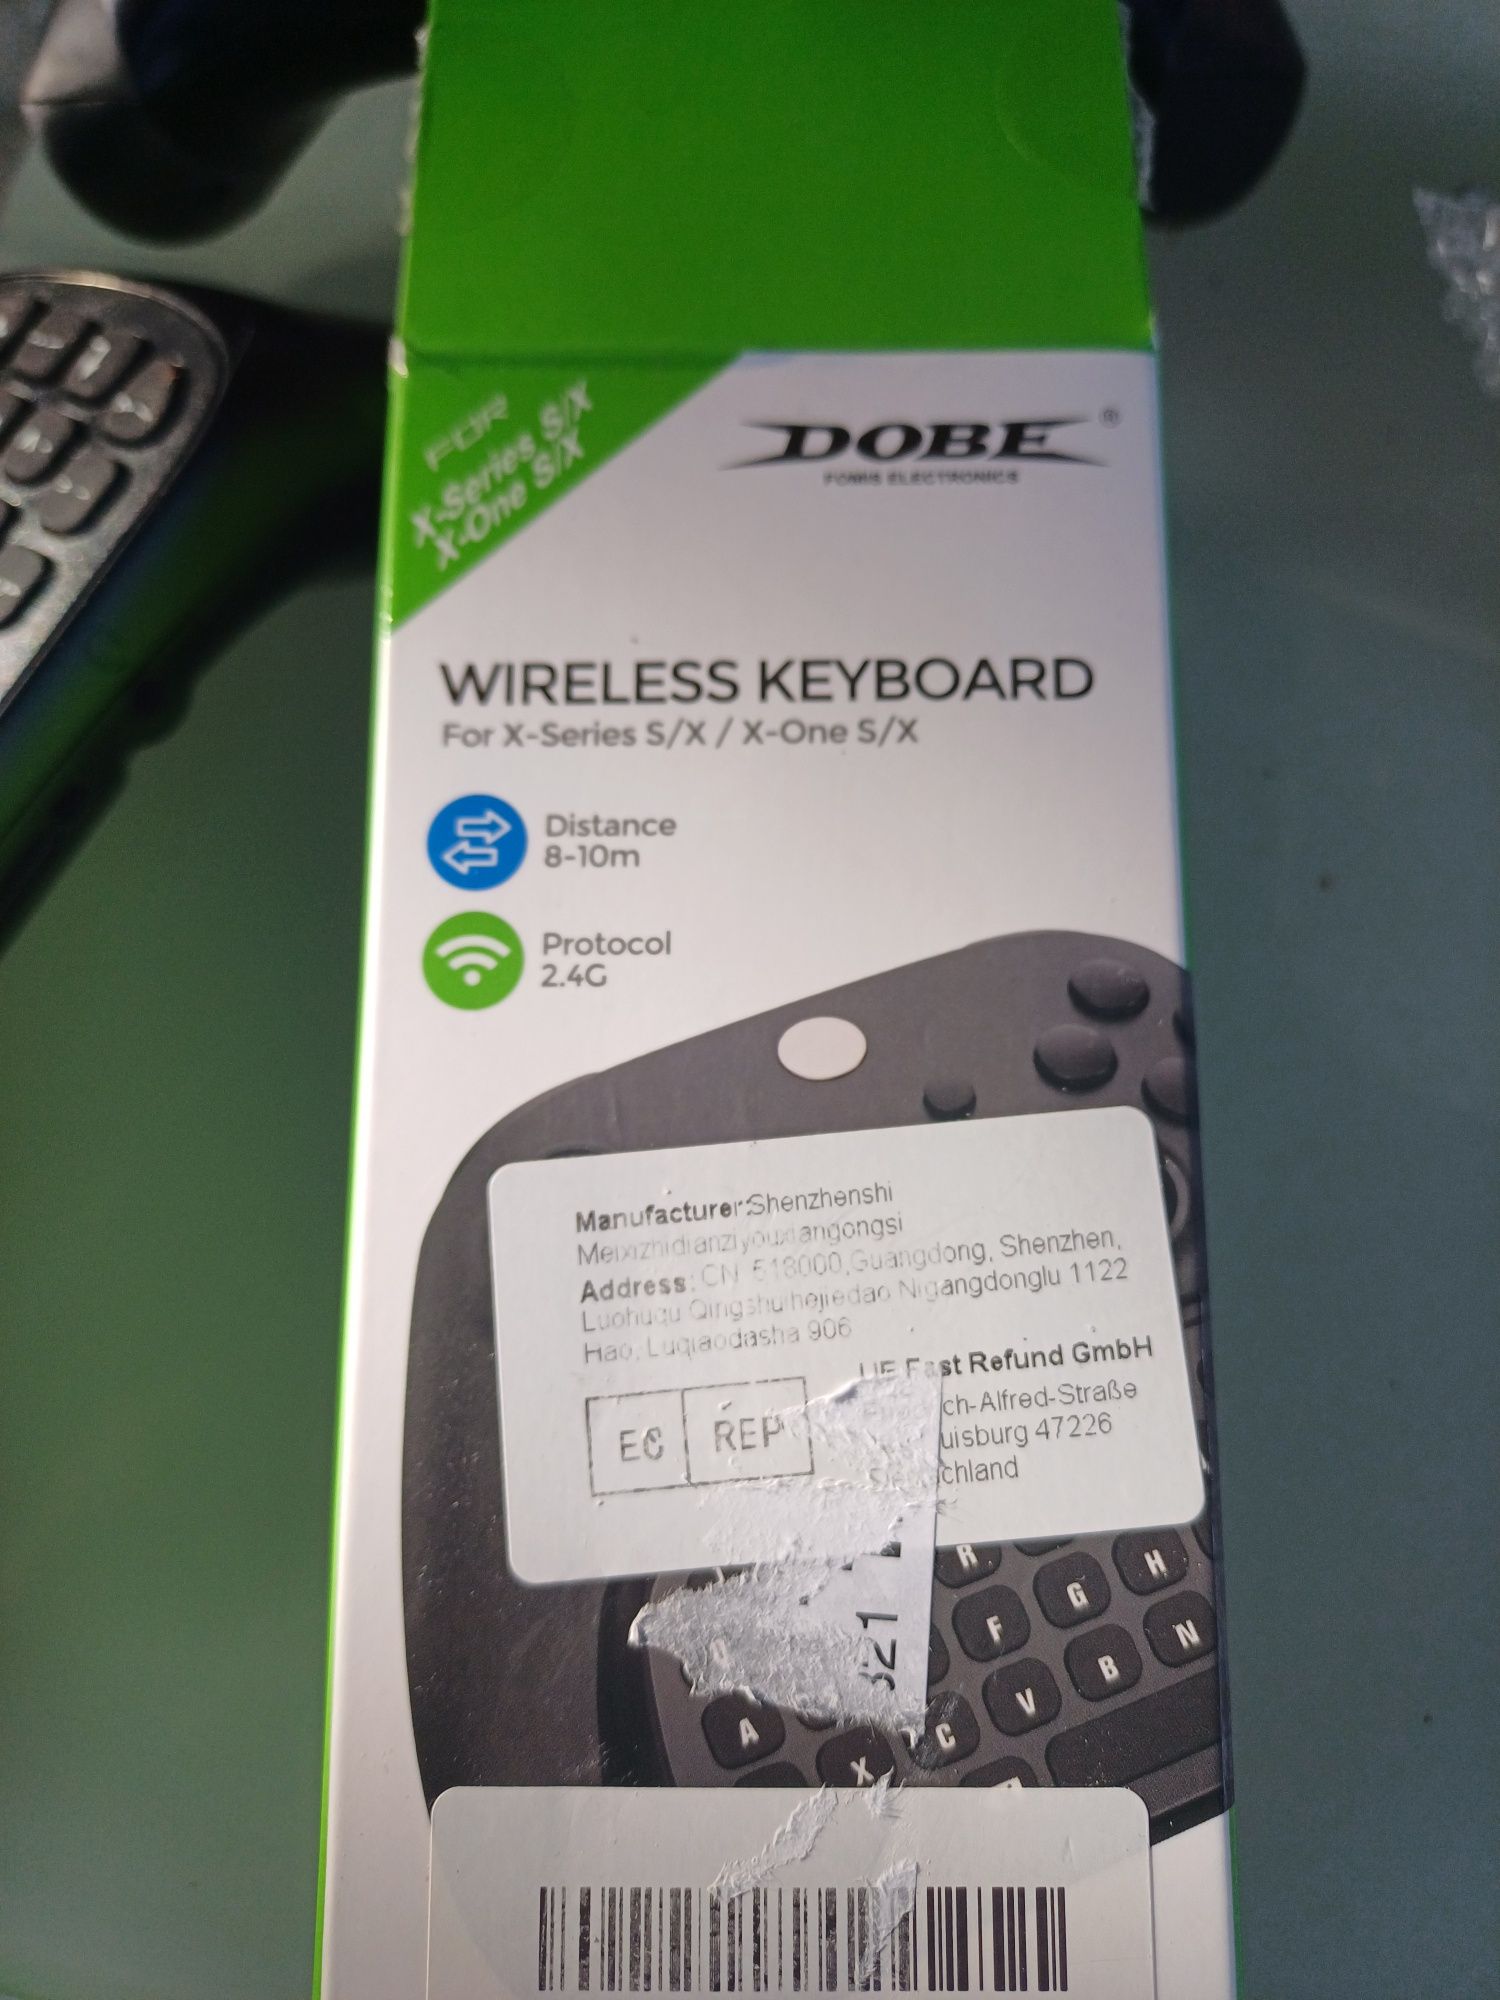 FOR
X-Series S/X
X-One S/X
DOBE®
FOMIS ELECTRONICS
WIRELESS KEYBOARD
For X-Series S/X / X-One S/X
Distance
8-10m
Protocol
2.4G
Manufacturer:Shenzhenshi
Meixizhidianziyouxiangongsi
Address: CN 518000,Guangdong, Shenzhen,
Luohuqu Qingshuihejiedao Nigangdonglu 1122
Hao, Luqiaodasha 906
EC REP
Fast Refund GmbH
ch-Alfred-Straße
uisburg 47226
chland
R
H
G
F
N
B
V
C
A
X
321